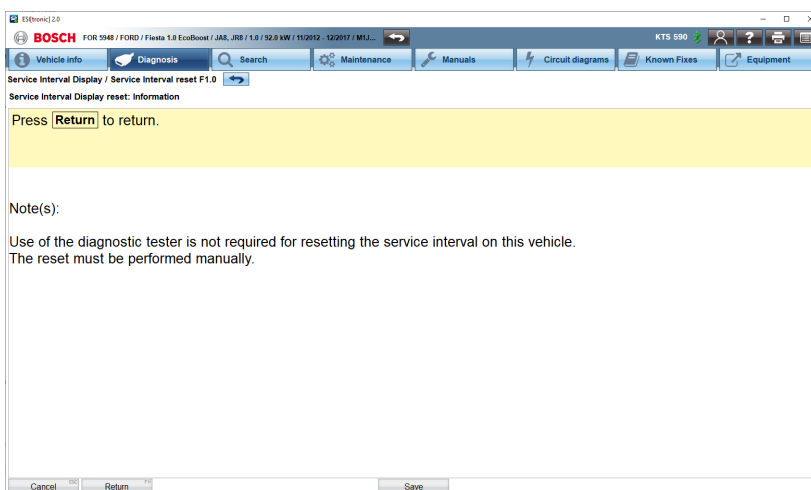 ESI[tronic] 2.0
BOSCH FOR 5948 / FORD / Fiesta 1.0 EcoBoost / JA8, JR8 / 1.0 / 92.0 kW / 11/2012 - 12/2017 / M1J... KTS 590 ?
Vehicle info Diagnosis Search Maintenance Manuals Circuit diagrams Known Fixes Equipment
Service Interval Display / Service Interval reset F1.0
Service Interval Display reset: Information
Press Return to return.
Note(s):
Use of the diagnostic tester is not required for resetting the service interval on this vehicle.
The reset must be performed manually.
Cancel ESC Return F11 Save